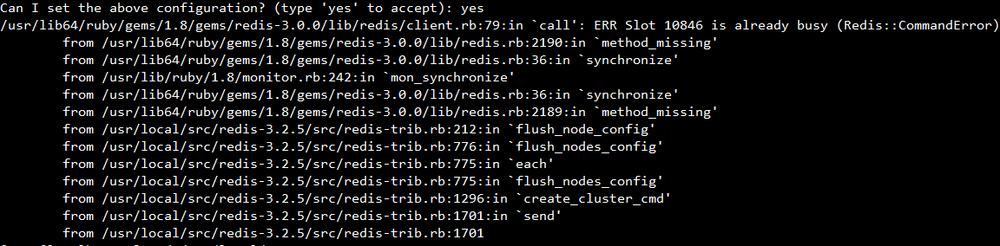 Can I set the above configuration? (type 'yes' to accept): yes
/usr/lib64/ruby/gems/1.8/gems/redis-3.0.0/lib/redis/client.rb:79:in `call': ERR Slot 10846 is already busy (Redis::CommandError)
from /usr/lib64/ruby/gems/1.8/gems/redis-3.0.0/lib/redis.rb:2190:in `method_missing'
from /usr/lib64/ruby/gems/1.8/gems/redis-3.0.0/lib/redis.rb:36:in `synchronize'
from /usr/lib/ruby/1.8/monitor.rb:242:in `mon_synchronize'
from /usr/lib64/ruby/gems/1.8/gems/redis-3.0.0/lib/redis.rb:36:in `synchronize'
from /usr/lib64/ruby/gems/1.8/gems/redis-3.0.0/lib/redis.rb:2189:in `method_missing'
from /usr/local/src/redis-3.2.5/src/redis-trib.rb:212:in `flush_node_config'
from /usr/local/src/redis-3.2.5/src/redis-trib.rb:776:in `flush_nodes_config'
from /usr/local/src/redis-3.2.5/src/redis-trib.rb:775:in `each'
from /usr/local/src/redis-3.2.5/src/redis-trib.rb:775:in `flush_nodes_config'
from /usr/local/src/redis-3.2.5/src/redis-trib.rb:1296:in `create_cluster_cmd'
from /usr/local/src/redis-3.2.5/src/redis-trib.rb:1701:in `send'
from /usr/local/src/redis-3.2.5/src/redis-trib.rb:1701